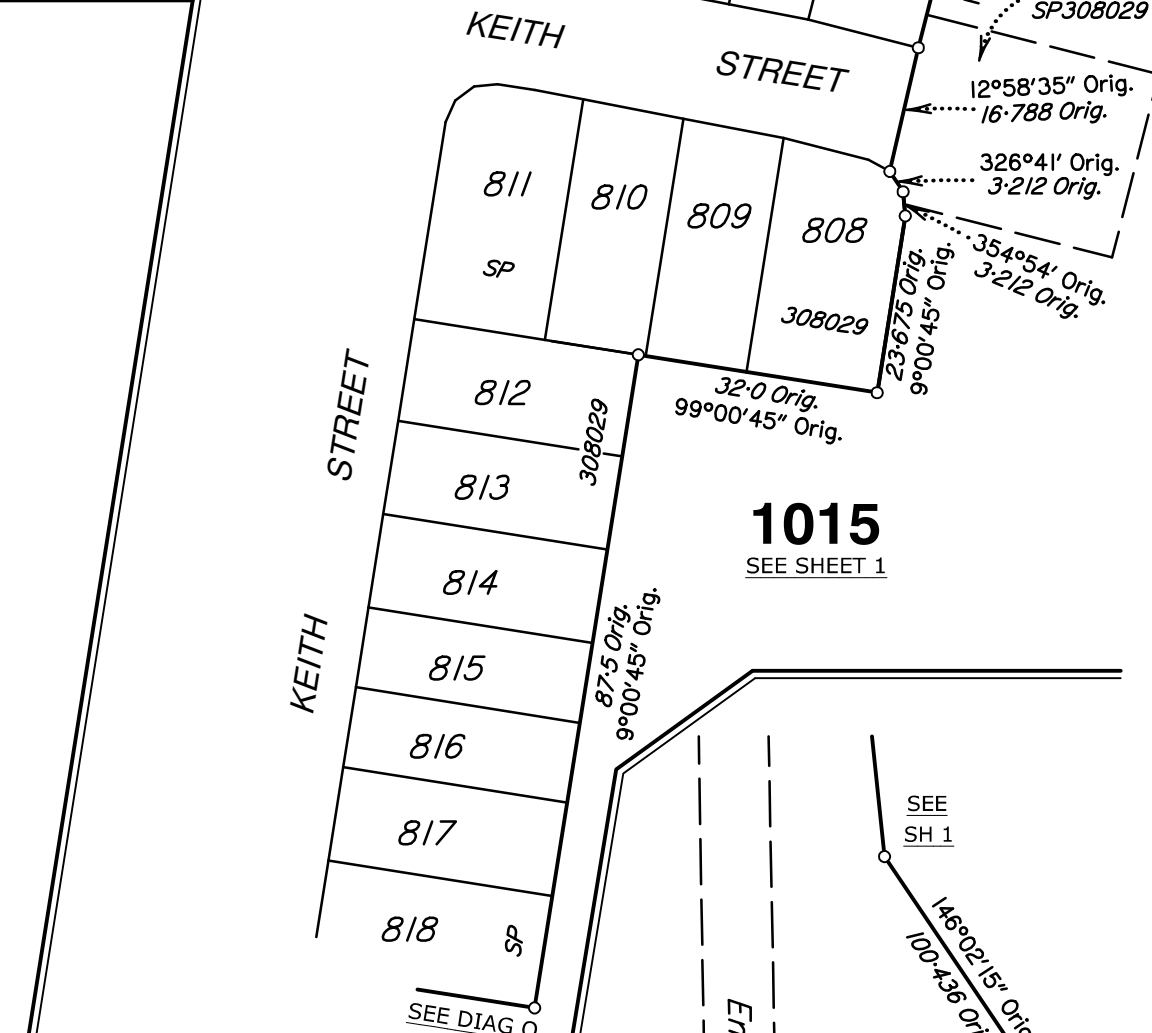 SP308029
KEITH
STREET
12°58'35" Orig.
16·788 Orig.
326°41' Orig.
3·212 Orig.
811
810
809
808
354°54' Orig.
3·212 Orig.
SP
308029
23·675 Orig.
9°00'45" Orig.
32·0 Orig.
99°00'45" Orig.
812
308029
STREET
813
1015
SEE SHEET 1
814
87·5 Orig.
9°00'45" Orig.
KEITH
815
816
817
SEE
SH 1
818
SP
146°02'15" Orig
100·436 Ori
SEE DIAG O